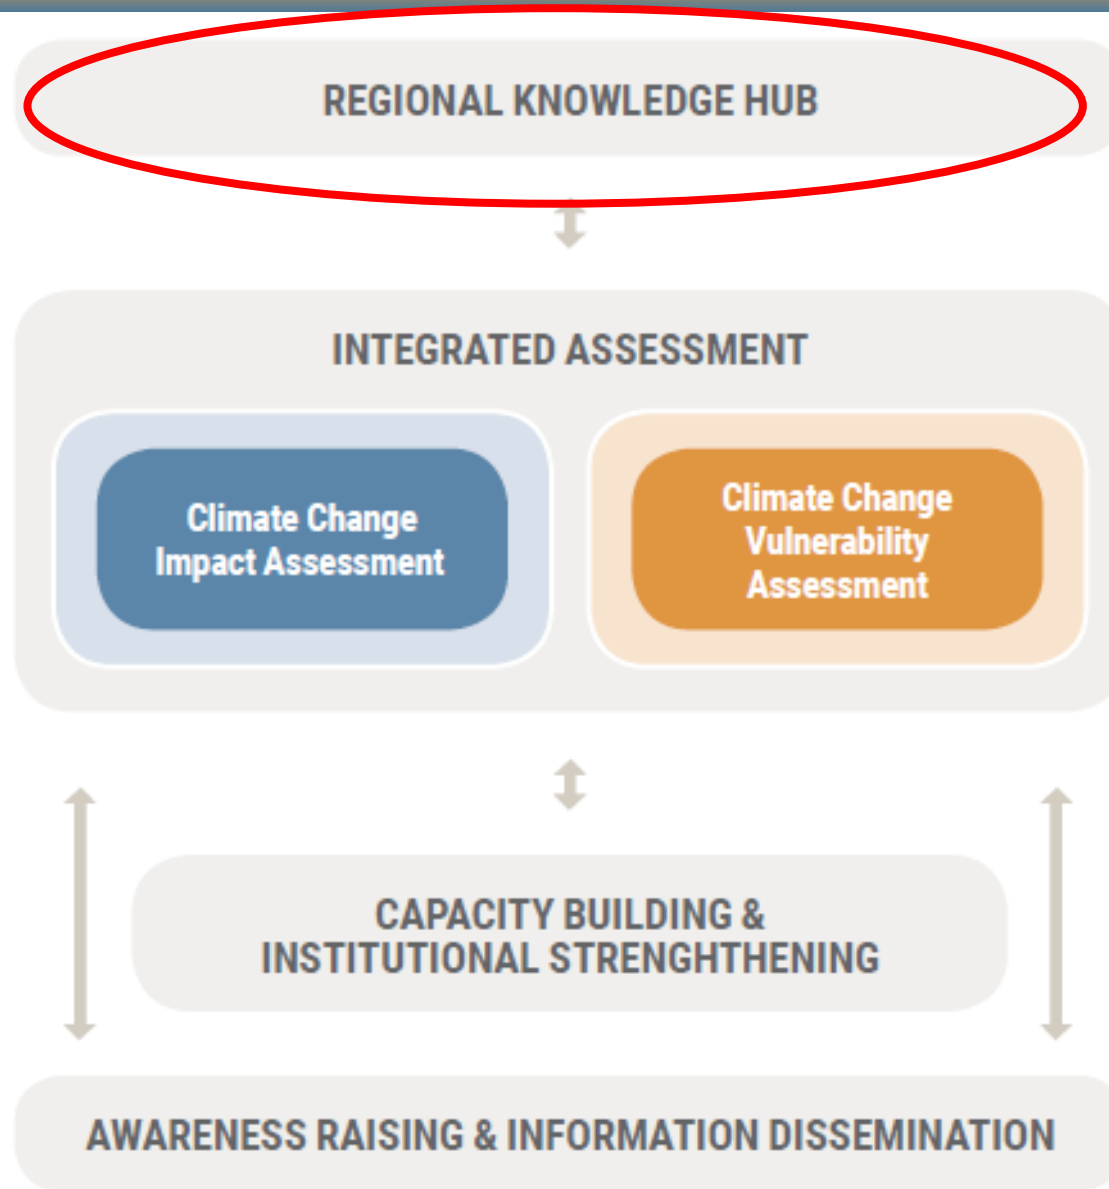 REGIONAL KNOWLEDGE HUB
INTEGRATED ASSESSMENT
Climate Change
Impact Assessment
Climate Change
Vulnerability
Assessment
CAPACITY BUILDING &
INSTITUTIONAL STRENGHTHENING
AWARENESS RAISING & INFORMATION DISSEMINATION